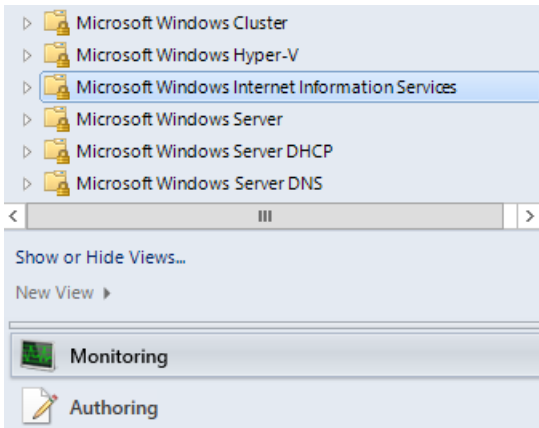 Microsoft Windows Cluster
Microsoft Windows Hyper-V
Microsoft Windows Internet Information Services
Microsoft Windows Server
Microsoft Windows Server DHCP
Microsoft Windows Server DNS
Show or Hide Views...
New View
Monitoring
Authoring